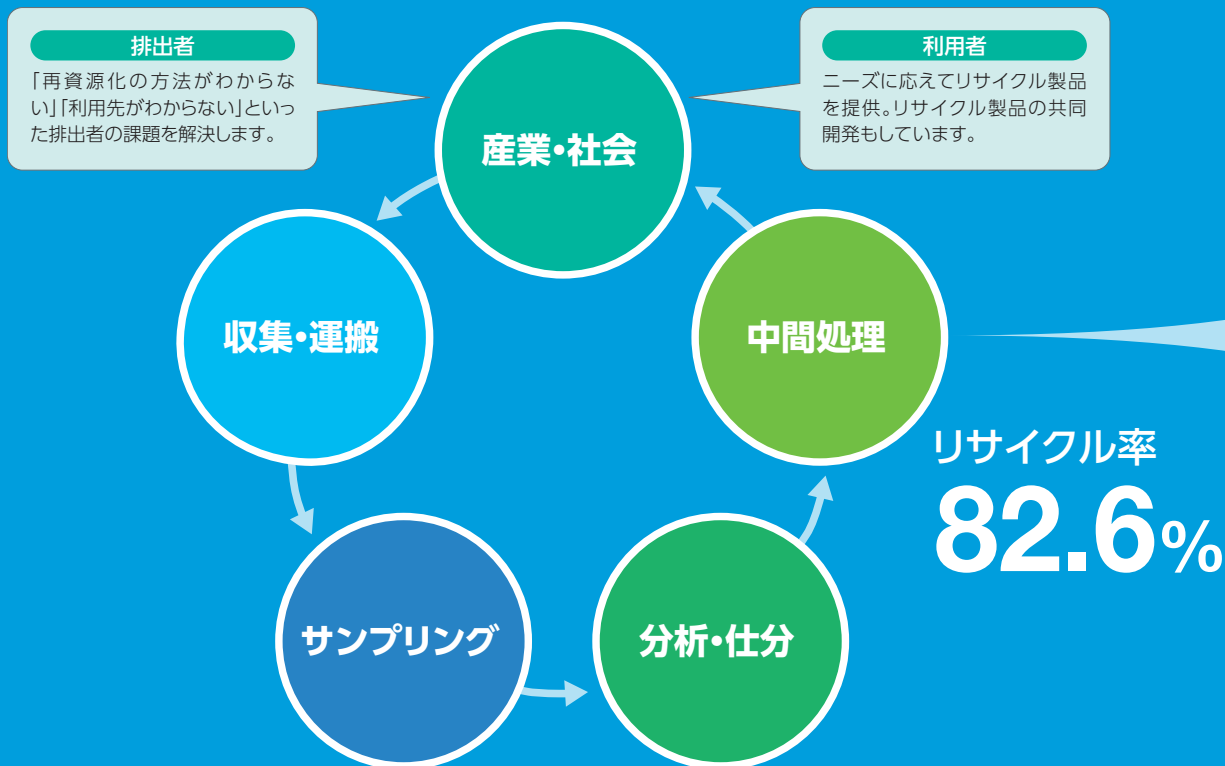 排出者
「再資源化の方法がわからな
い」「利用先がわからない」といっ
た排出者の課題を解決します。
利用者
ニーズに応えてリサイクル製品
を提供。リサイクル製品の共同
開発もしています。
産業・社会
収集・運搬
中間処理
リサイクル率
82.6%
サンプリング
分析・仕分